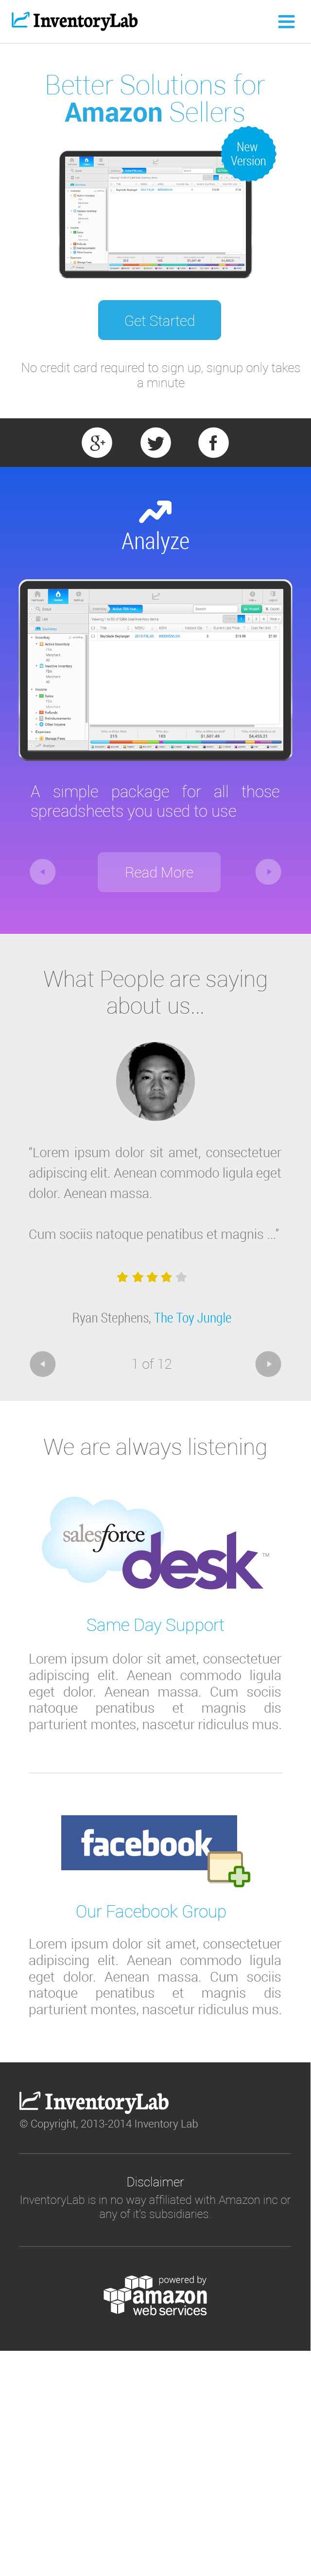 InventoryLab
Better Solutions for
Amazon Sellers
New
Version
Get Started
No credit card required to sign up, signup only takes
a minute
g+
f
Analyze
A simple package for all those
spreadsheets you used to use
Read More
What People are saying
about us...
“Lorem ipsum dolor sit amet, consectetuer
adipiscing elit. Aenean commodo ligula eget
dolor. Aenean massa.
Cum sociis natoque penatibus et magnis ...”
Ryan Stephens, The Toy Jungle
1 of 12
We are always listening
salesforce
desk TM
Same Day Support
Lorem ipsum dolor sit amet, consectetuer
adipiscing elit. Aenean commodo ligula
eget dolor. Aenean massa. Cum sociis
natoque penatibus et magnis dis
parturient montes, nascetur ridiculus mus.
facebook
Our Facebook Group
Lorem ipsum dolor sit amet, consectetuer
adipiscing elit. Aenean commodo ligula
eget dolor. Aenean massa. Cum sociis
natoque penatibus et magnis dis
parturient montes, nascetur ridiculus mus.
InventoryLab
© Copyright, 2013-2014 Inventory Lab
Disclaimer
InventoryLab is in no way affiliated with Amazon inc or
any of it's subsidiaries.
powered by
amazon
web services